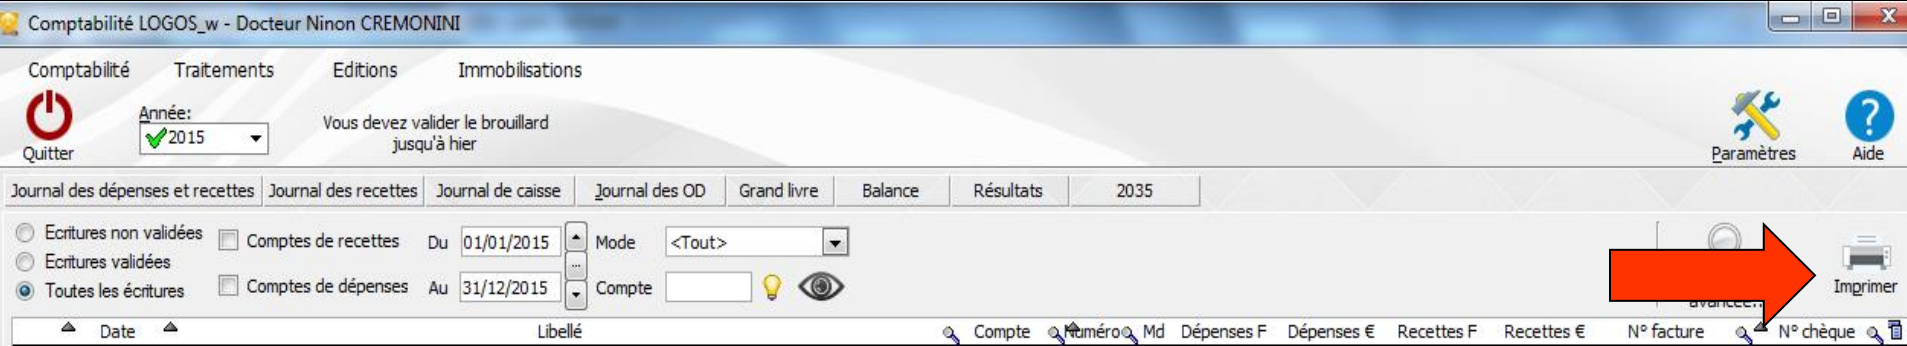 Comptabilité LOGOS_w - Docteur Ninon CREMONINI
Comptabilité Traitements Editions Immobilisations
Année:
2015
Vous devez valider le brouillard
jusqu'à hier
Quitter
Paramètres
Aide
Journal des dépenses et recettes Journal des recettes Journal de caisse Journal des OD Grand livre Balance Résultats 2035
Ecritures non validées Comptes de recettes Du 01/01/2015 Mode <Tout>
Ecritures validées ...
Toutes les écritures Comptes de dépenses Au 31/12/2015 Compte
Imprimer
Date Libellé Compte Numéro Md Dépenses F Dépenses € Recettes F Recettes € N° facture N° chèque